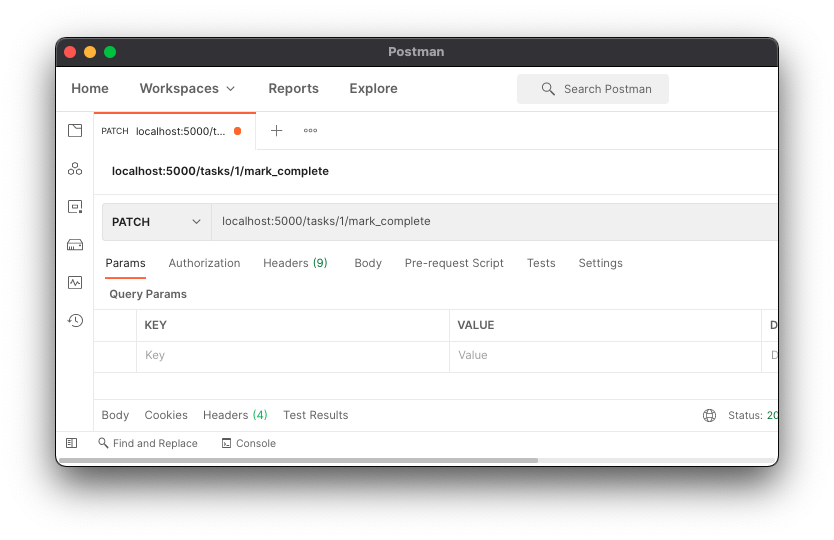 Postman
Home Workspaces Reports Explore Search Postman
PATCH localhost:5000/t...
localhost:5000/tasks/1/mark_complete
PATCH localhost:5000/tasks/1/mark_complete
Params Authorization Headers (9) Body Pre-request Script Tests Settings
Query Params
KEY VALUE D
Key Value D
Body Cookies Headers (4) Test Results Status: 20
Find and Replace Console